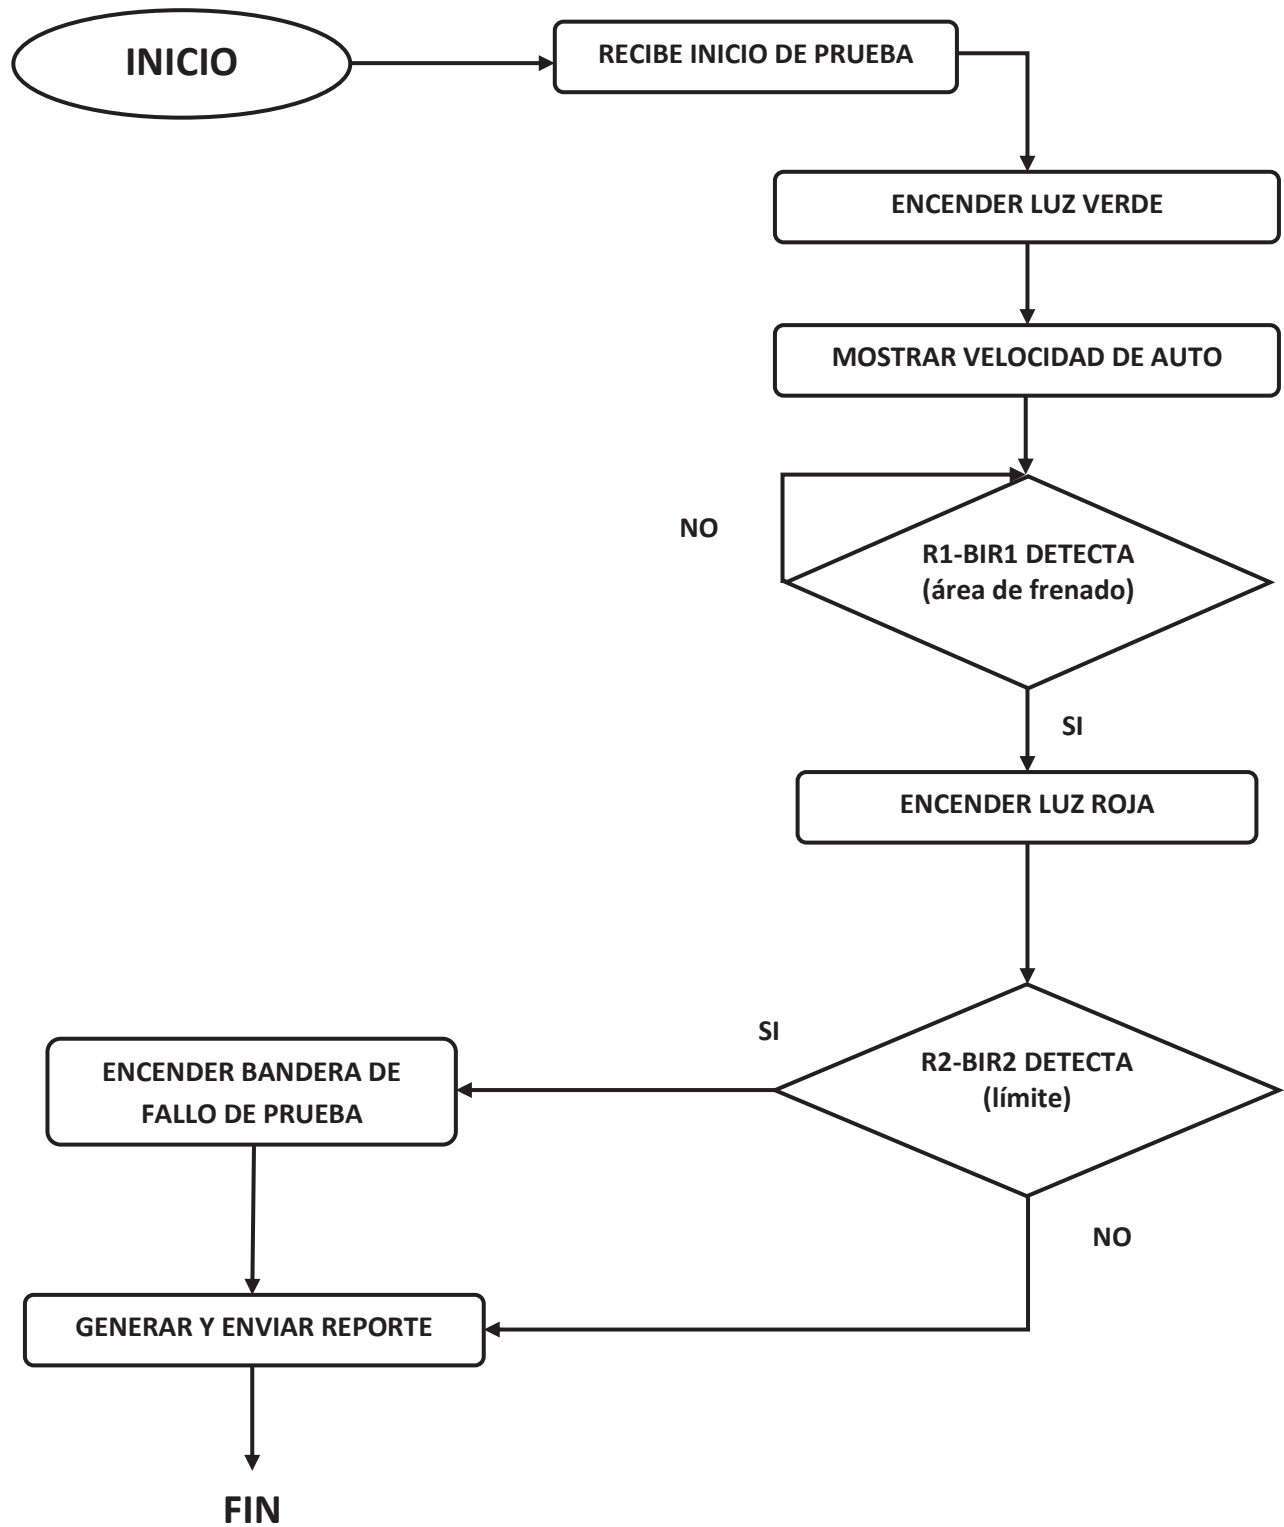 INICIO
RECIBE INICIO DE PRUEBA
ENCENDER LUZ VERDE
MOSTRAR VELOCIDAD DE AUTO
NO
R1-BIR1 DETECTA
(área de frenado)
SI
ENCENDER LUZ ROJA
SI
R2-BIR2 DETECTA
(límite)
ENCENDER BANDERA DE
FALLO DE PRUEBA
NO
GENERAR Y ENVIAR REPORTE
FIN